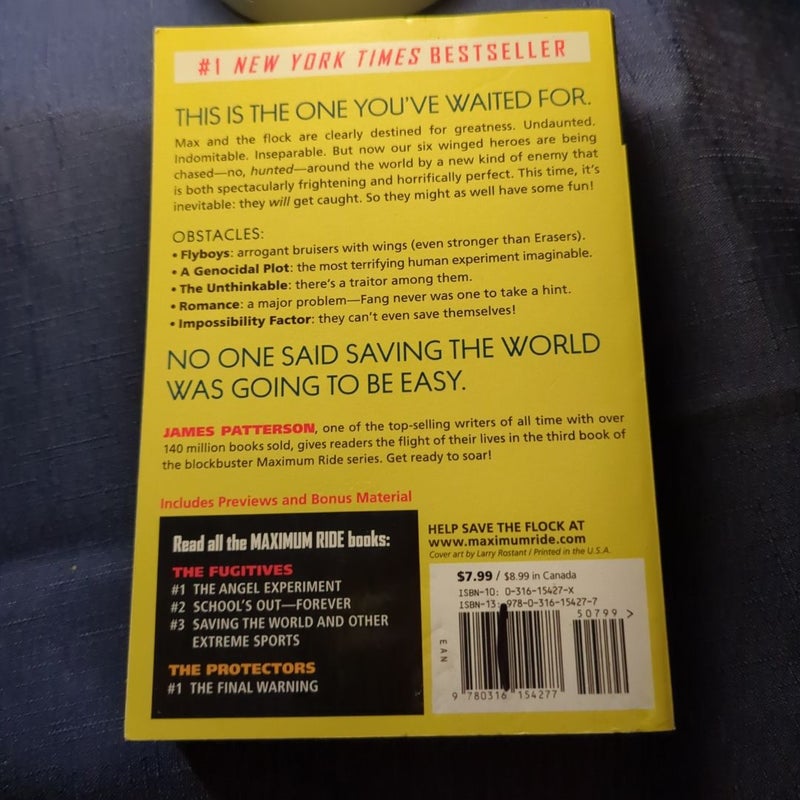 #1 NEW YORK TIMES BESTSELLER
THIS IS THE ONE YOU'VE WAITED FOR.
Max and the flock are clearly destined for greatness. Undaunted.
Indomitable. Inseparable. But now our six winged heroes are being
chased—no, hunted—around the world by a new kind of enemy that
is both spectacularly frightening and horrifically perfect. This time, it's
inevitable: they will get caught. So they might as well have some fun!
OBSTACLES:
• Flyboys: arrogant bruisers with wings (even stronger than Erasers).
• A Genocidal Plot: the most terrifying human experiment imaginable.
• The Unthinkable: there's a traitor among them.
• Romance: a major problem—Fang never was one to take a hint.
• Impossibility Factor: they can't even save themselves!
NO ONE SAID SAVING THE WORLD
WAS GOING TO BE EASY.
JAMES PATTERSON, one of the top-selling writers of all time with over
140 million books sold, gives readers the flight of their lives in the third book of
the blockbuster Maximum Ride series. Get ready to soar!
Includes Previews and Bonus Material
Read all the MAXIMUM RIDE books:
THE FUGITIVES
#1 THE ANGEL EXPERIMENT
#2 SCHOOL'S OUT—FOREVER
#3 SAVING THE WORLD AND OTHER
EXTREME SPORTS
THE PROTECTORS
#1 THE FINAL WARNING
HELP SAVE THE FLOCK AT
www.maximumride.com
Cover art by Larry Rostant / Printed in the U.S.A.
$7.99 / $8.99 in Canada
ISBN-10: 0-316-15427-X
ISBN-13: 978-0-316-15427-7
50799 >
EAN
9 780316 154277